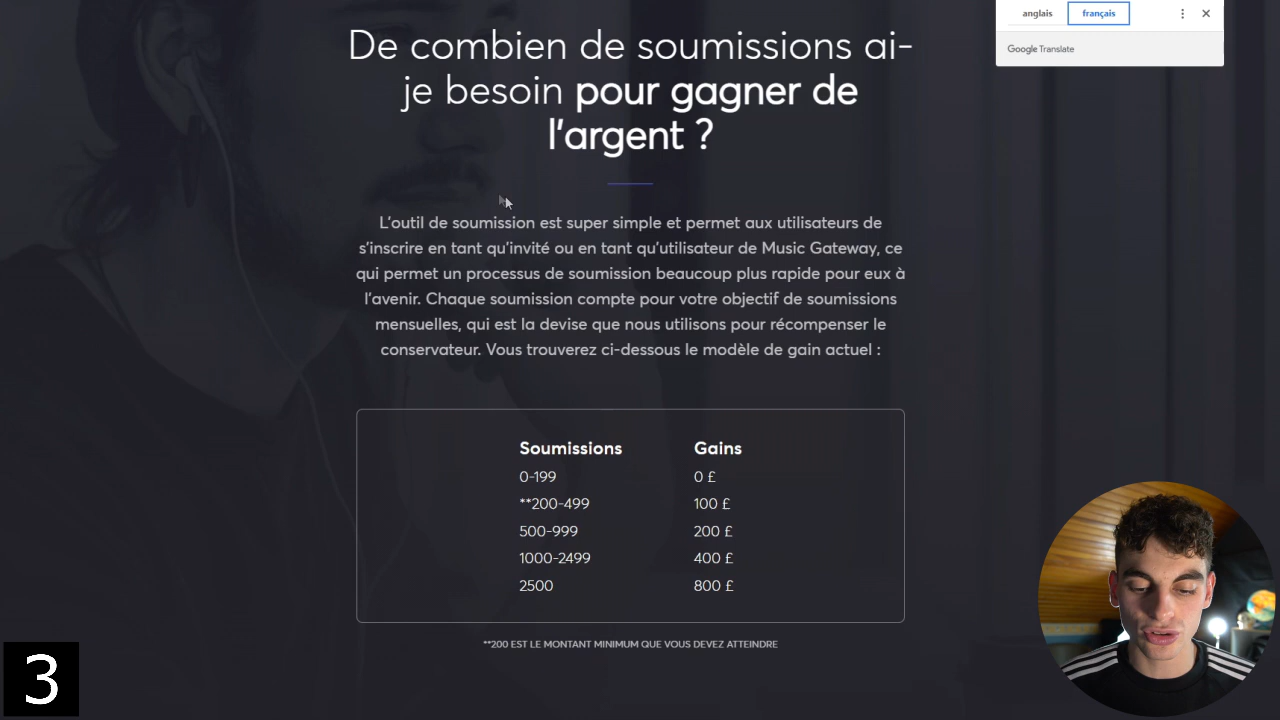 anglais
français
Google Translate
De combien de soumissions ai-
je besoin pour gagner de
l'argent ?
L'outil de soumission est super simple et permet aux utilisateurs de
s'inscrire en tant qu'invité ou en tant qu'utilisateur de Music Gateway, ce
qui permet un processus de soumission beaucoup plus rapide pour eux à
l'avenir. Chaque soumission compte pour votre objectif de soumissions
mensuelles, qui est la devise que nous utilisons pour récompenser le
conservateur. Vous trouverez ci-dessous le modèle de gain actuel :
Soumissions Gains
0-199 0 £
**200-499 100 £
500-999 200 £
1000-2499 400 £
2500 800 £
**200 EST LE MONTANT MINIMUM QUE VOUS DEVEZ ATTEINDRE
3